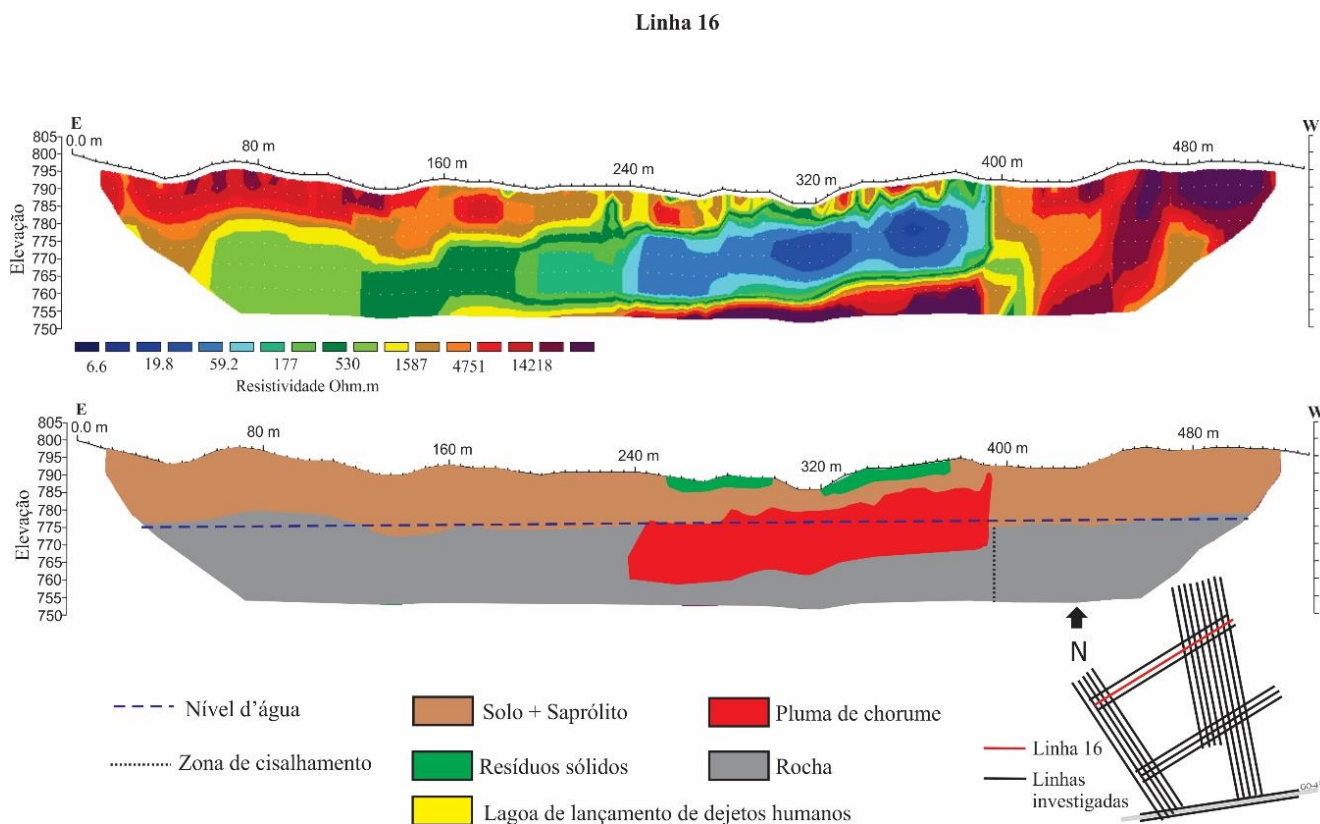 Linha 16
E
W
0.0 m
80 m
160 m
240 m
320 m
400 m
480 m
Elevação
805
800
795
790
785
780
775
770
765
760
755
750
6.6
19.8
59.2
177
530
1587
4751
14218
Resistividade Ohm.m
E
W
0.0 m
80 m
160 m
240 m
320 m
400 m
480 m
Elevação
805
800
795
790
785
780
775
770
765
760
755
750
N
Nível d'água
Zona de cisalhamento
Solo + Saprólito
Resíduos sólidos
Lagoa de lançamento de dejetos humanos
Pluma de chorume
Rocha
Linha 16
Linhas
investigadas